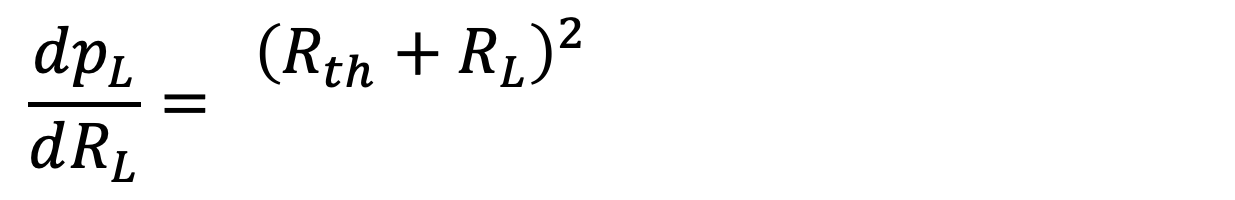 dp_L/dR_L = (R_th + R_L)^2